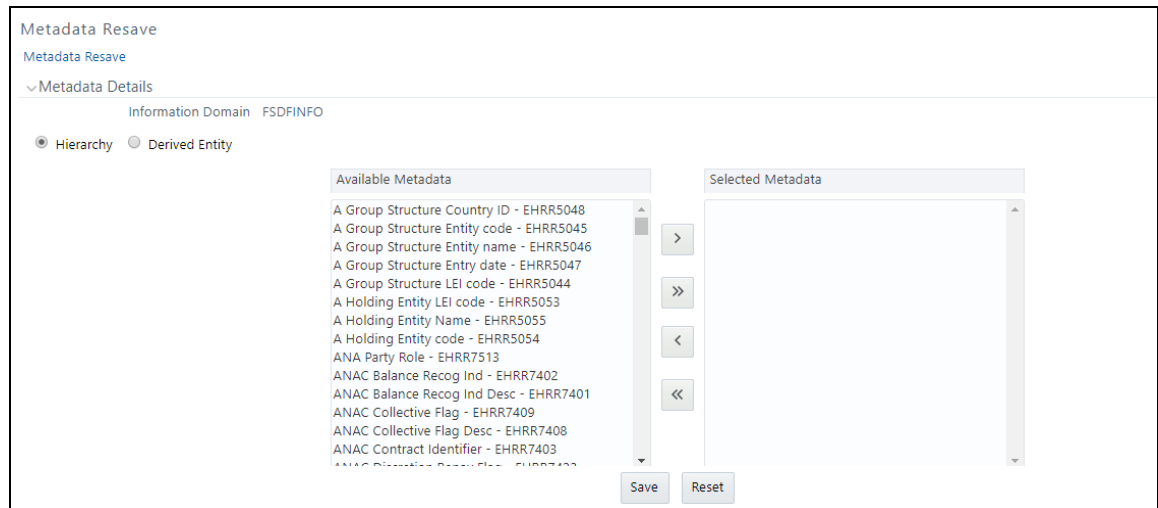 Metadata Resave
Metadata Resave
Metadata Details
Information Domain FSDFINFO
Hierarchy Derived Entity
Available Metadata
Selected Metadata
A Group Structure Country ID - EHRR5048
A Group Structure Entity code - EHRR5045
A Group Structure Entity name - EHRR5046
A Group Structure Entry date - EHRR5047
A Group Structure LEI code - EHRR5044
A Holding Entity LEI code - EHRR5053
A Holding Entity Name - EHRR5055
A Holding Entity code - EHRR5054
ANA Party Role - EHRR7513
ANAC Balance Recog Ind - EHRR7402
ANAC Balance Recog Ind Desc - EHRR7401
ANAC Collective Flag - EHRR7409
ANAC Collective Flag Desc - EHRR7408
ANAC Contract Identifier - EHRR7403
Save Reset